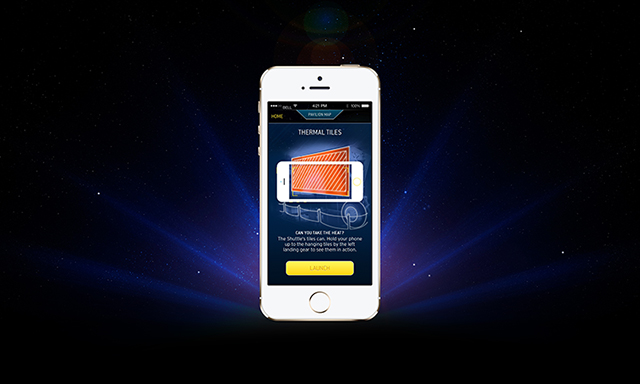 BELL 4:21 PM 100%
HOME PAVILION MAP
THERMAL TILES
CAN YOU TAKE THE HEAT?
The Shuttle's tiles can. Hold your phone
up to the hanging tiles by the left
landing gear to see them in action.
LAUNCH